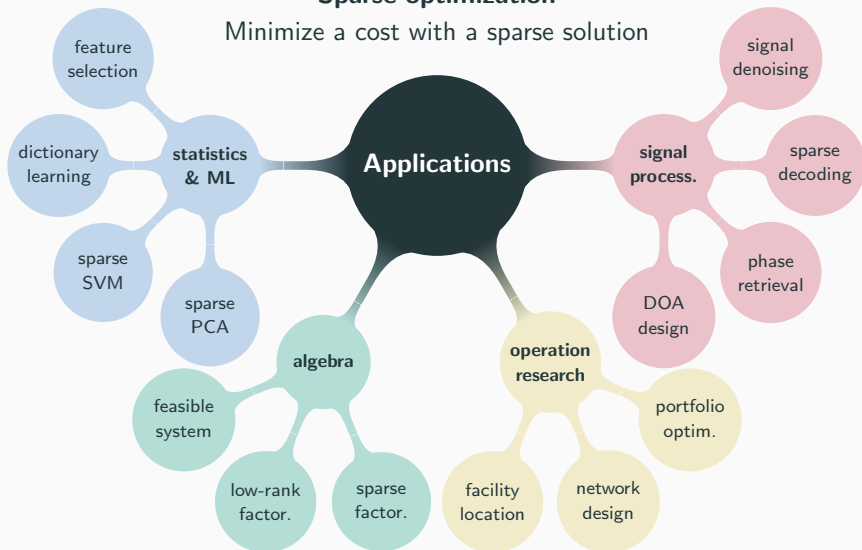 Sparse optimization
Minimize a cost with a sparse solution
Applications
statistics
& ML
feature
selection
dictionary
learning
sparse
SVM
sparse
PCA
algebra
feasible
system
low-rank
factor.
sparse
factor.
operation
research
facility
location
network
design
portfolio
optim.
signal
process.
DOA
design
phase
retrieval
sparse
decoding
signal
denoising